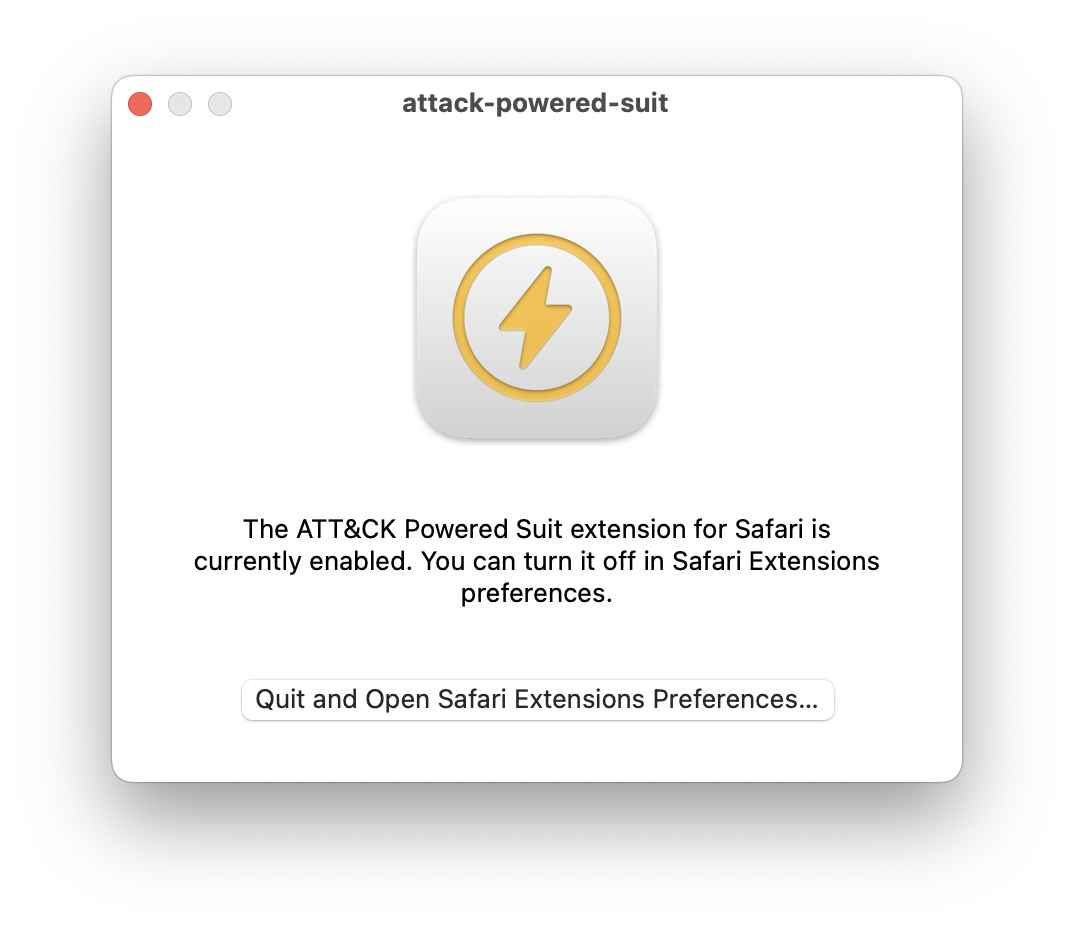 attack-powered-suit
The ATT&CK Powered Suit extension for Safari is
currently enabled. You can turn it off in Safari Extensions
preferences.
Quit and Open Safari Extensions Preferences...